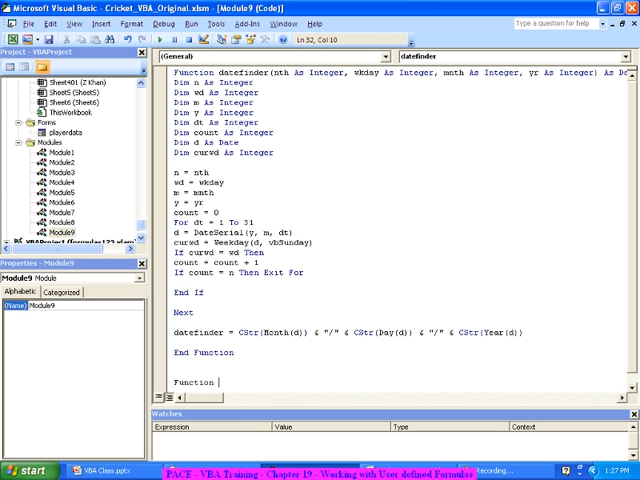 Microsoft Visual Basic - Cricket_VBA_Original.xlsm - [Module9 (Code)]
File Edit View Insert Format Debug Run Tools Add-Ins Window Help
Type a question for help
Ln 32, Col 10
Project - VBAProject
Sheet401 (Z Khan)
Sheet5 (Sheet5)
Sheet6 (Sheet6)
ThisWorkbook
Forms
playerdata
Modules
Module1
Module2
Module3
Module4
Module5
Module6
Module7
Module8
Module9
VBAProject (formulas123.xlam)
Properties - Module9
Module9 Module
Alphabetic Categorized
(Name) Module9
(General) datefinder
Function datefinder(nth As Integer, wkday As Integer, mnth As Integer, yr As Integer) As Da
Dim n As Integer
Dim wd As Integer
Dim m As Integer
Dim y As Integer
Dim dt As Integer
Dim count As Integer
Dim d As Date
Dim curwd As Integer
n = nth
wd = wkday
m = mnth
y = yr
count = 0
For dt = 1 To 31
d = DateSerial(y, m, dt)
curwd = Weekday(d, vbSunday)
If curwd = wd Then
count = count + 1
If count = n Then Exit For
End If
Next
datefinder = CStr(Month(d)) & "/" & CStr(Day(d)) & "/" & CStr(Year(d))
End Function
Function
Watches
Expression Value Type Context
start
VBA Class.pptx
PACE - VBA Training - Chapter 19 - Working with User defined Formulas
Recording...
1:27 PM